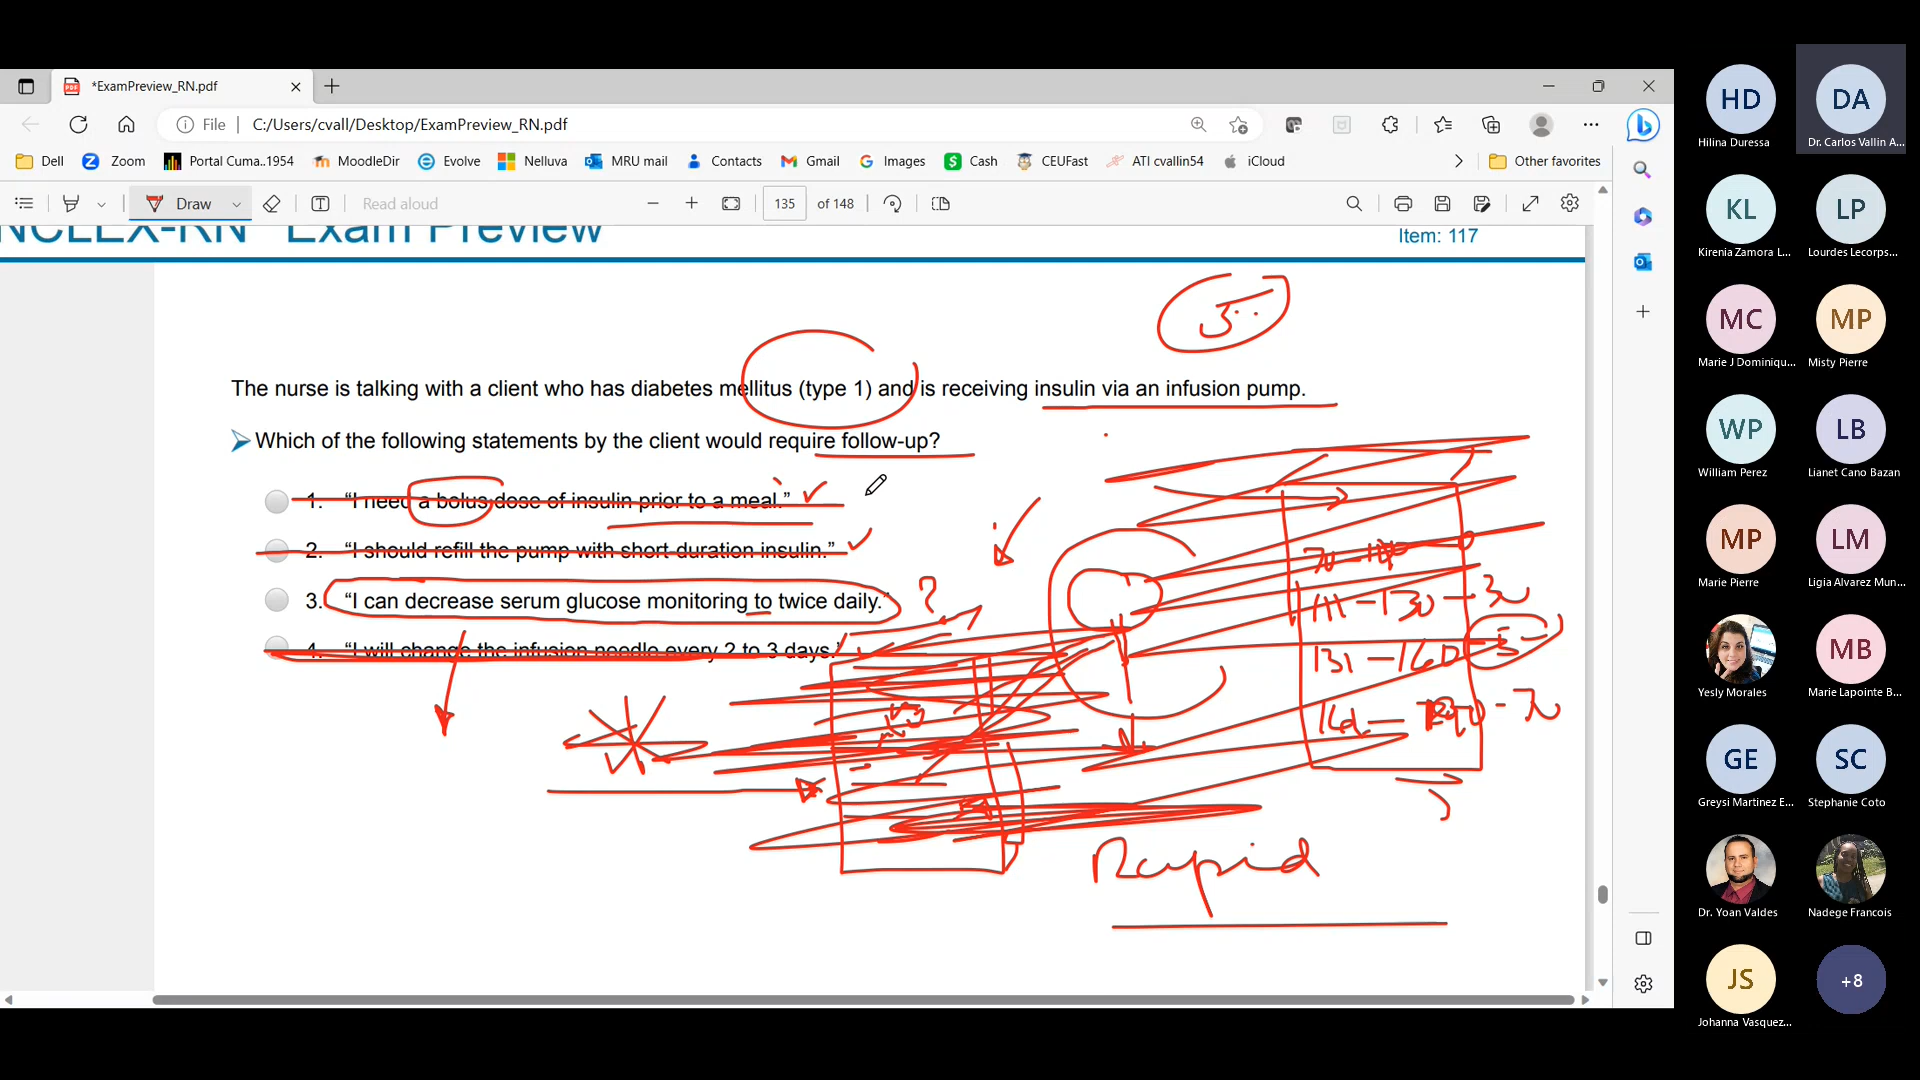 *ExamPreview_RN.pdf
File C:/Users/cvall/Desktop/ExamPreview_RN.pdf
Dell Zoom Portal Cuma..1954 MoodleDir Evolve Nelluva MRU mail Contacts Gmail Images Cash CEUFast ATI cvallin54 iCloud Other favorites
Draw Read aloud 135 of 148
NCLEX-RN Exam Preview
Item: 117
The nurse is talking with a client who has diabetes mellitus (type 1) and is receiving insulin via an infusion pump.
Which of the following statements by the client would require follow-up?
1. “I need a bolus dose of insulin prior to a meal.”
2. “I should refill the pump with short-duration insulin.”
3. “I can decrease serum glucose monitoring to twice daily.”
4. “I will change the infusion needle every 2 to 3 days.”
?
Rapid
HD
Hilina Duressa
DA
Dr. Carlos Vallin A...
KL
Kirenia Zamora L...
LP
Lourdes Lecorps...
MC
Marie J Dominiqu...
MP
Misty Pierre
WP
William Perez
LB
Lianet Cano Bazan
MP
Marie Pierre
LM
Ligia Alvarez Mun...
Yesly Morales
MB
Marie Lapointe B...
GE
Greysi Martinez E...
SC
Stephanie Coto
Dr. Yoan Valdes
Nadege Francois
JS
Johanna Vasquez...
+8